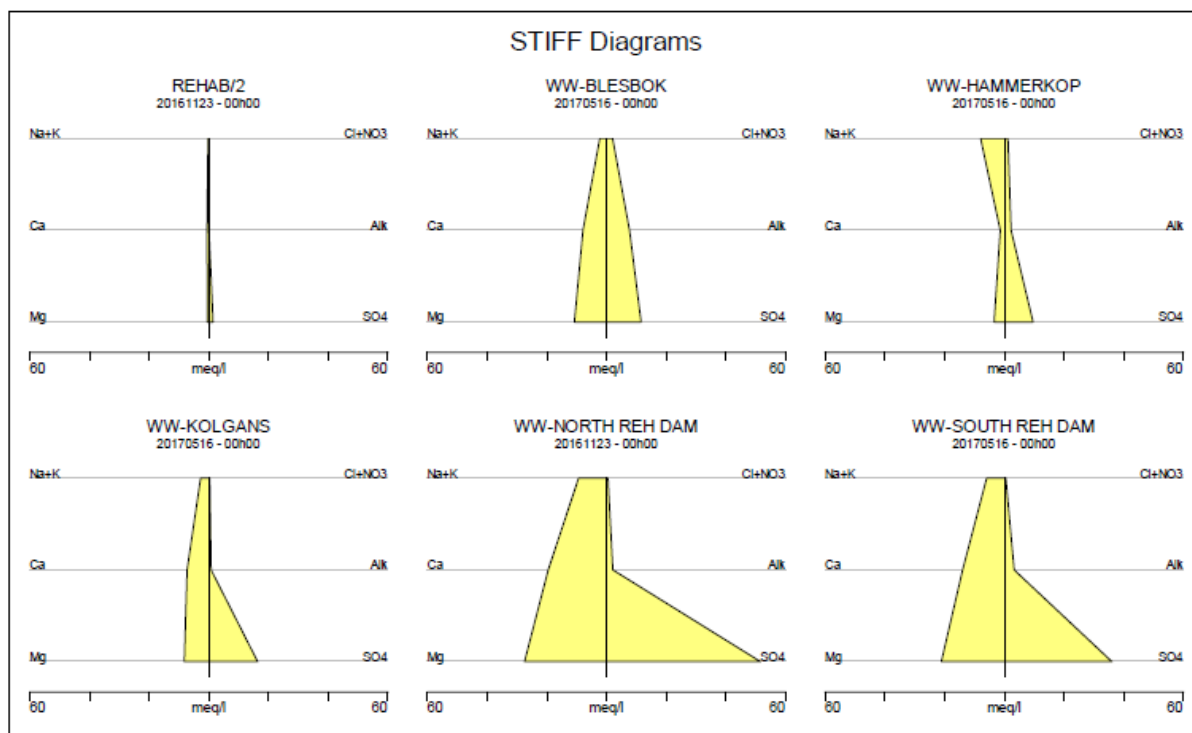 STIFF Diagrams
REHAB/2
20161123 - 00h00
Na+K Cl+NO3
Ca Alk
Mg SO4
60 meq/l 60
WW-BLESBOK
20170516 - 00h00
Na+K Cl+NO3
Ca Alk
Mg SO4
60 meq/l 60
WW-HAMMERKOP
20170516 - 00h00
Na+K Cl+NO3
Ca Alk
Mg SO4
60 meq/l 60
WW-KOLGANS
20170516 - 00h00
Na+K Cl+NO3
Ca Alk
Mg SO4
60 meq/l 60
WW-NORTH REH DAM
20161123 - 00h00
Na+K Cl+NO3
Ca Alk
Mg SO4
60 meq/l 60
WW-SOUTH REH DAM
20170516 - 00h00
Na+K Cl+NO3
Ca Alk
Mg SO4
60 meq/l 60